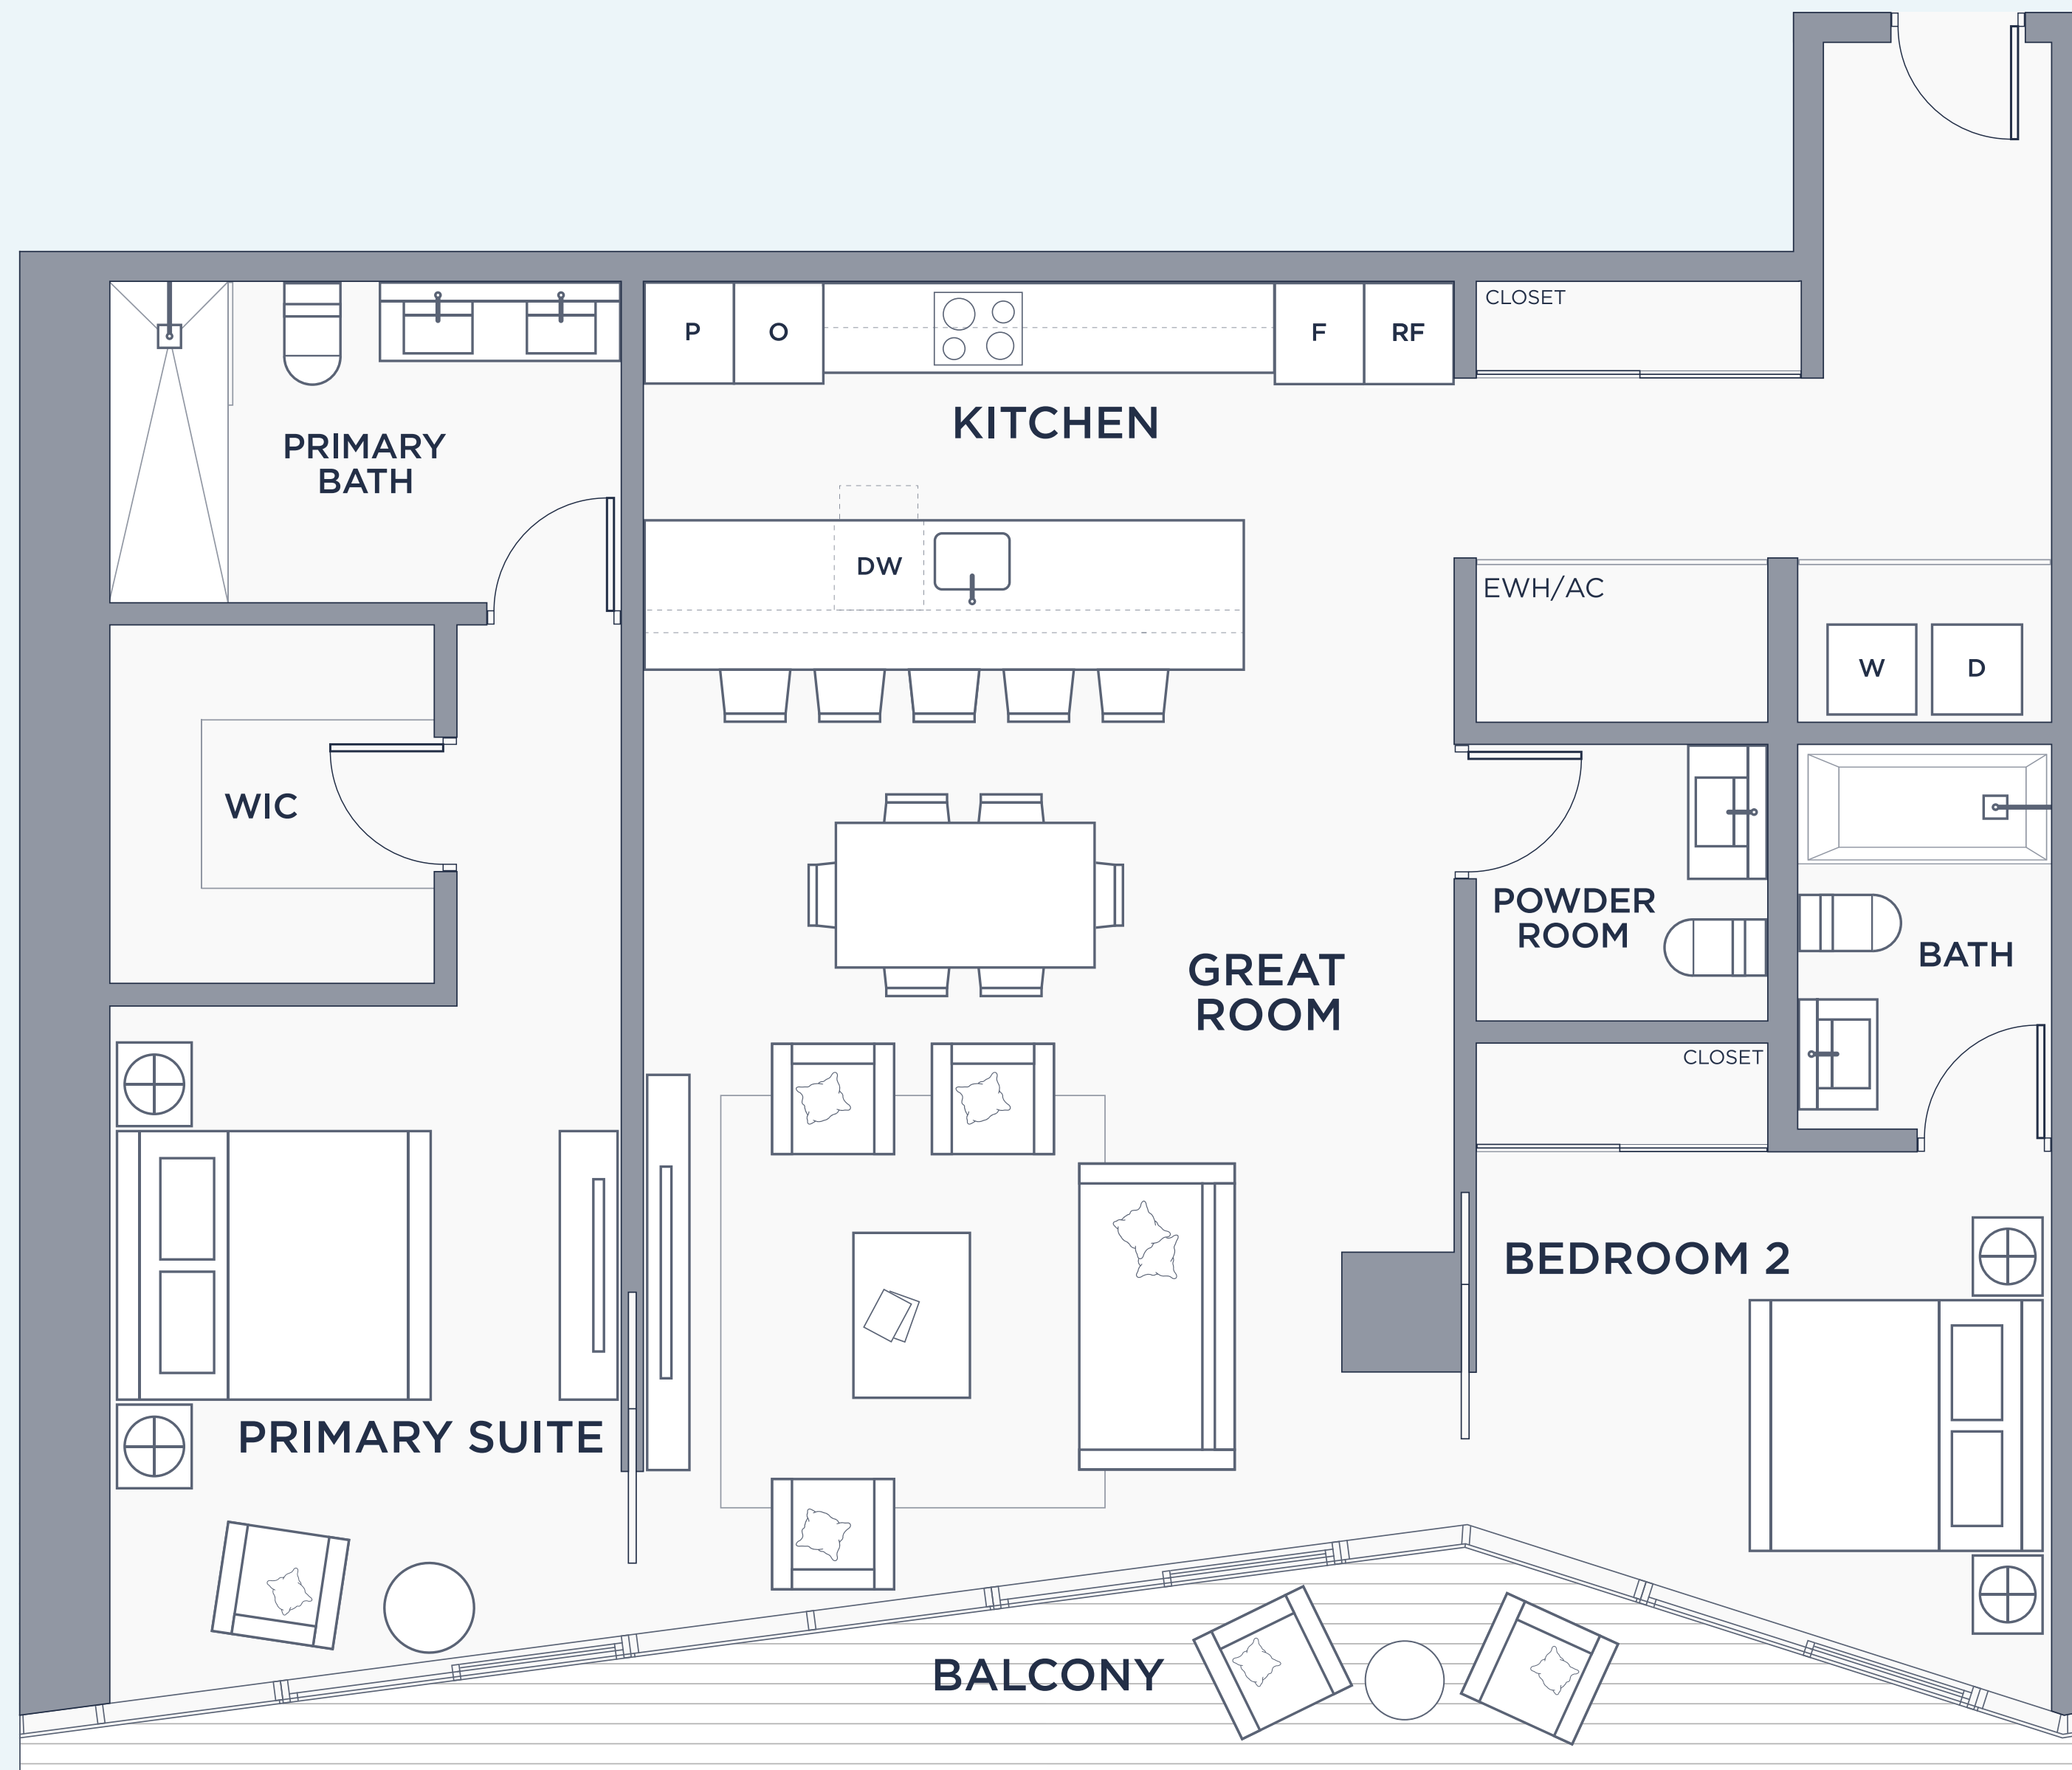 CLOSET
P
O
F
RF
KITCHEN
PRIMARY
BATH
DW
EWH/AC
W
D
WIC
POWDER
ROOM
BATH
GREAT
ROOM
CLOSET
BEDROOM 2
PRIMARY SUITE
BALCONY